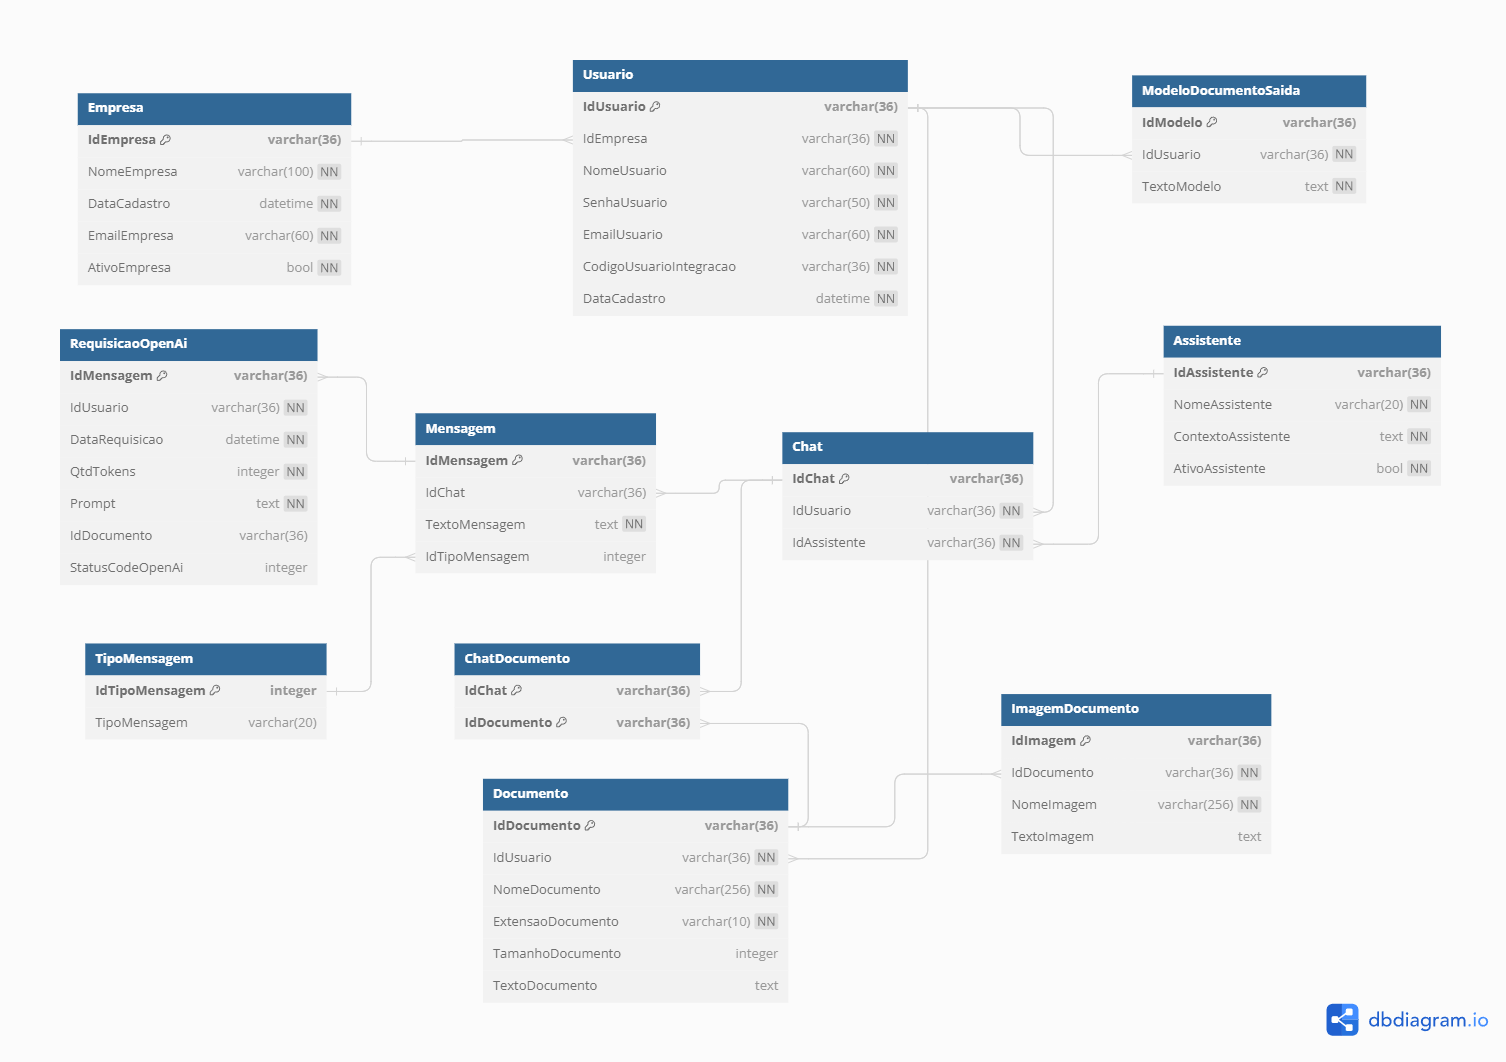 Empresa
IdEmpresa varchar(36)
NomeEmpresa varchar(100) NN
DataCadastro datetime NN
EmailEmpresa varchar(60) NN
AtivoEmpresa bool NN
Usuario
IdUsuario varchar(36)
IdEmpresa varchar(36) NN
NomeUsuario varchar(60) NN
SenhaUsuario varchar(50) NN
EmailUsuario varchar(60) NN
CodigoUsuarioIntegracao varchar(36) NN
DataCadastro datetime NN
ModeloDocumentoSaida
IdModelo varchar(36)
IdUsuario varchar(36) NN
TextoModelo text NN
RequisicaoOpenAi
IdMensagem varchar(36)
IdUsuario varchar(36) NN
DataRequisicao datetime NN
QtdTokens integer NN
Prompt text NN
IdDocumento varchar(36)
StatusCodeOpenAi integer
Mensagem
IdMensagem varchar(36)
IdChat varchar(36)
TextoMensagem text NN
IdTipoMensagem integer
Chat
IdChat varchar(36)
IdUsuario varchar(36) NN
IdAssistente varchar(36) NN
Assistente
IdAssistente varchar(36)
NomeAssistente varchar(20) NN
ContextoAssistente text NN
AtivoAssistente bool NN
TipoMensagem
IdTipoMensagem integer
TipoMensagem varchar(20)
ChatDocumento
IdChat varchar(36)
IdDocumento varchar(36)
Documento
IdDocumento varchar(36)
IdUsuario varchar(36) NN
NomeDocumento varchar(256) NN
ExtensaoDocumento varchar(10) NN
TamanhoDocumento integer
TextoDocumento text
ImagemDocumento
IdImagem varchar(36)
IdDocumento varchar(36) NN
NomeImagem varchar(256) NN
TextoImagem text
dbdiagram.io